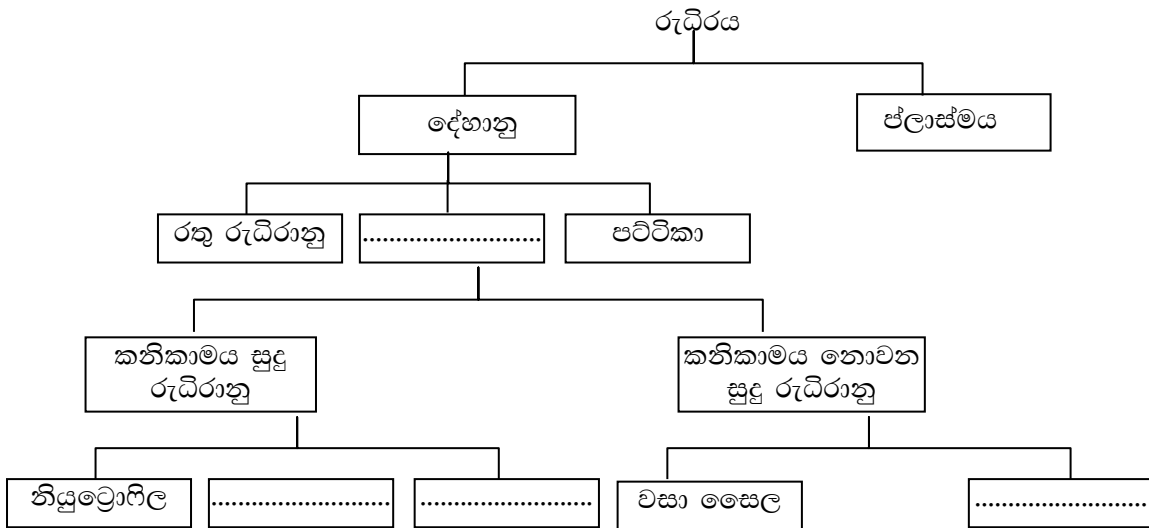 රුධිරය
දේහානු
ප්ලාස්මය
රතු රුධිරානු
..............................
පට්ටිකා
කනිකාමය සුදු
රුධිරානු
කනිකාමය නොවන
සුදු රුධිරානු
නියුට්‍රොෆිල
..............................
..............................
වසා සෛල
..............................